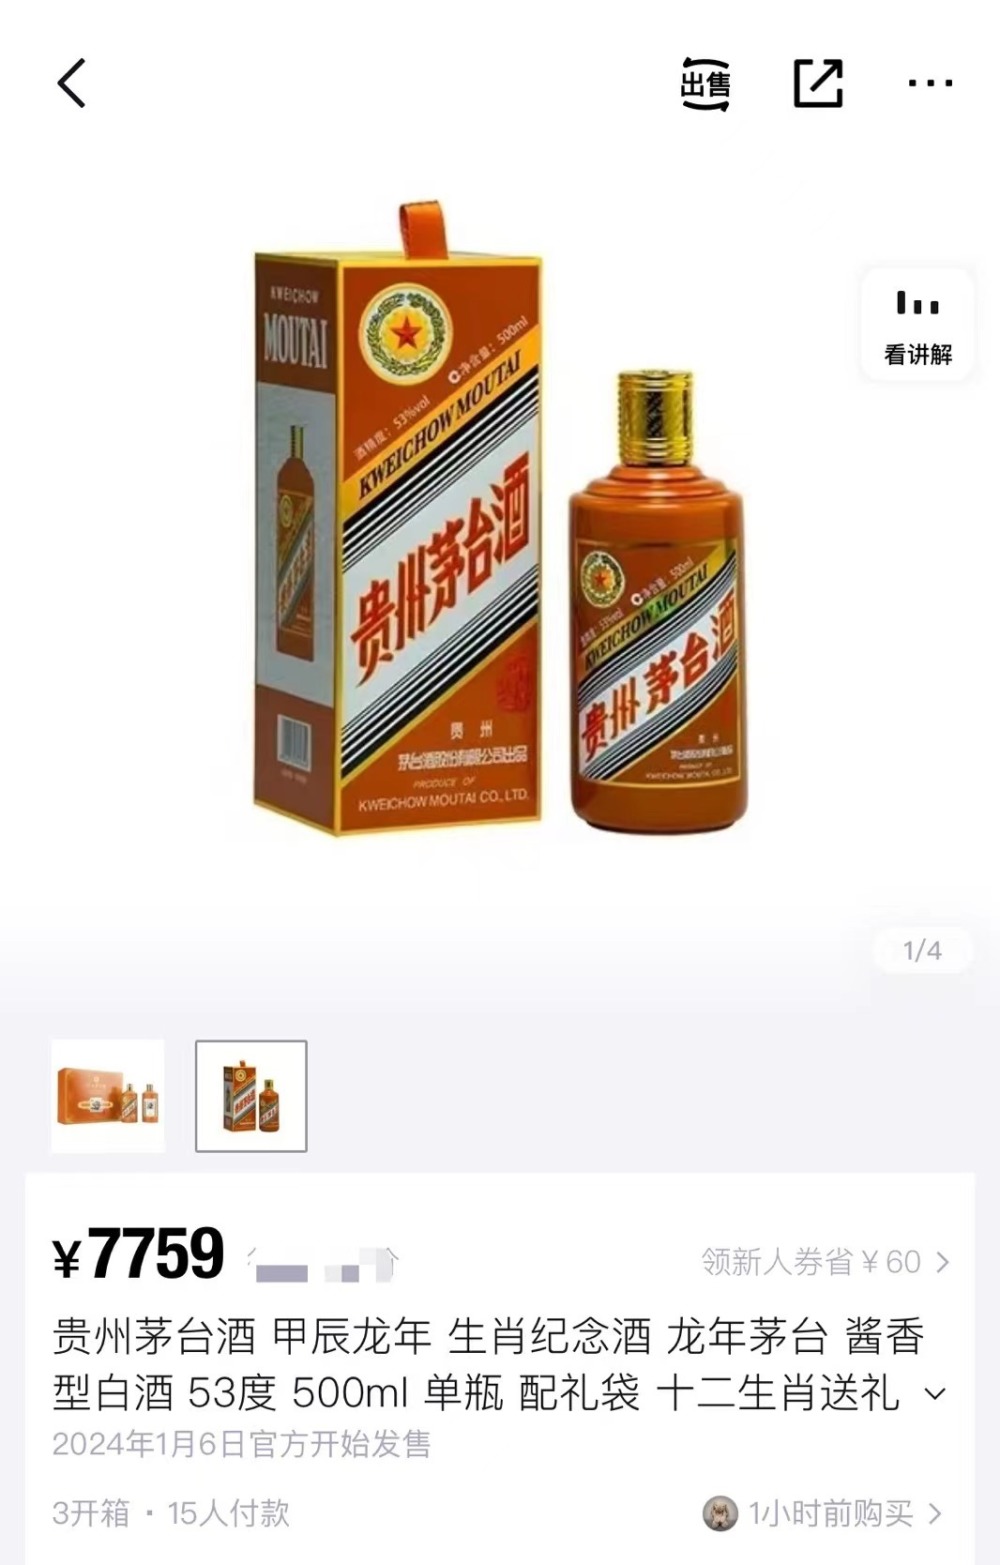 出售
看讲解
KWEICHOW
MOUTAI
酒精度：53%vol
净含量：500ml
KWEICHOW MOUTAI
贵州茅台酒
贵州
茅台酒股份有限公司出品
PRODUCE OF
KWEICHOW MOUTAI CO., LTD.
净含量：500ml
KWEICHOW MOUTAI
贵州茅台酒
贵州
1/4
¥7759
领新人券省¥60
贵州茅台酒 甲辰龙年 生肖纪念酒 龙年茅台 酱香
型白酒 53度 500ml 单瓶 配礼袋 十二生肖送礼
2024年1月6日官方开始发售
3开箱 · 15人付款
1小时前购买